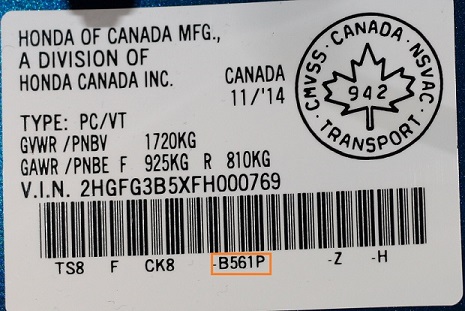 HONDA OF CANADA MFG.,
A DIVISION OF
HONDA CANADA INC.
CANADA
11/'14
CMVSS · CANADA · NSVAC · TRANSPORT ·
942
TYPE: PC/VT
GVWR /PNBV 1720KG
GAWR /PNBE F 925KG R 810KG
V.I.N. 2HGFG3B5XFH000769
TS8 F CK8 -B561P -Z -H